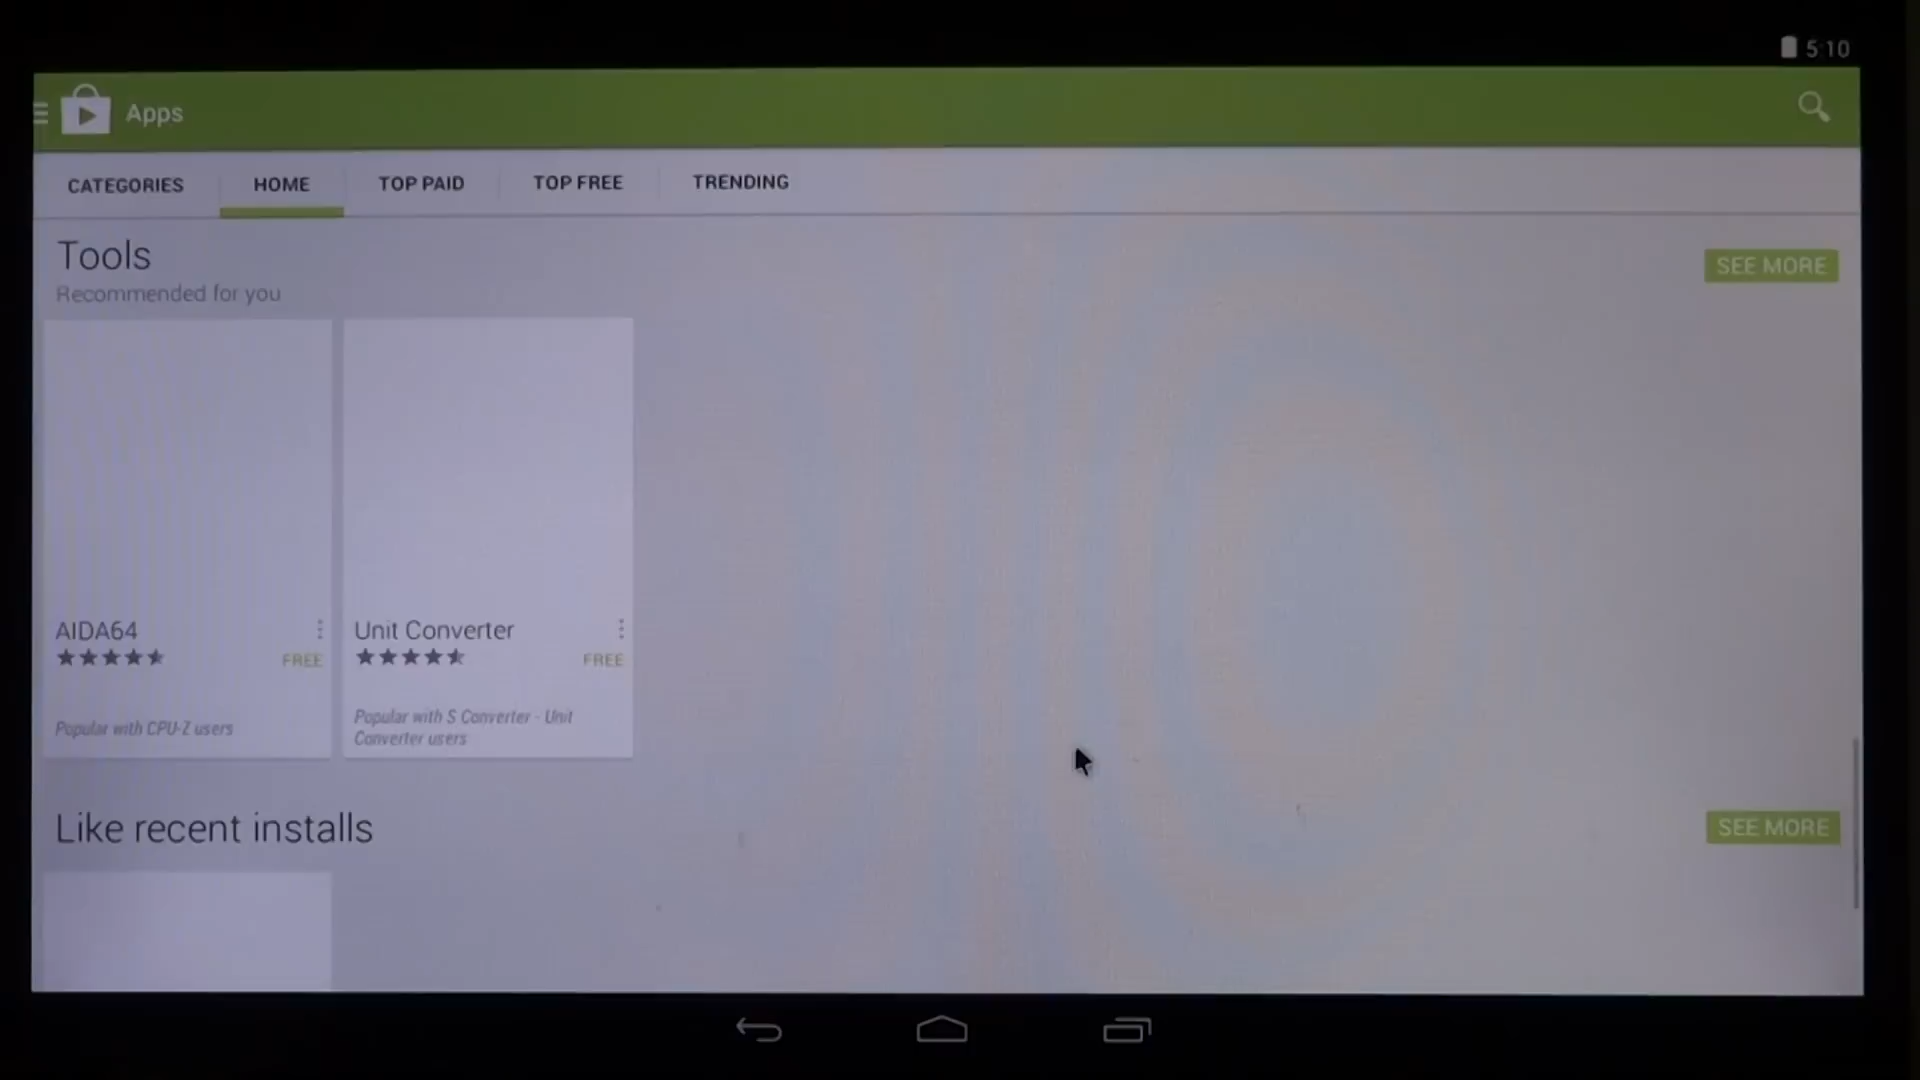 5:10
Apps
CATEGORIES
HOME
TOP PAID
TOP FREE
TRENDING
Tools
SEE MORE
Recommended for you
AIDA64
FREE
Popular with CPU-Z users
Unit Converter
FREE
Popular with S Converter - Unit
Converter users
Like recent installs
SEE MORE